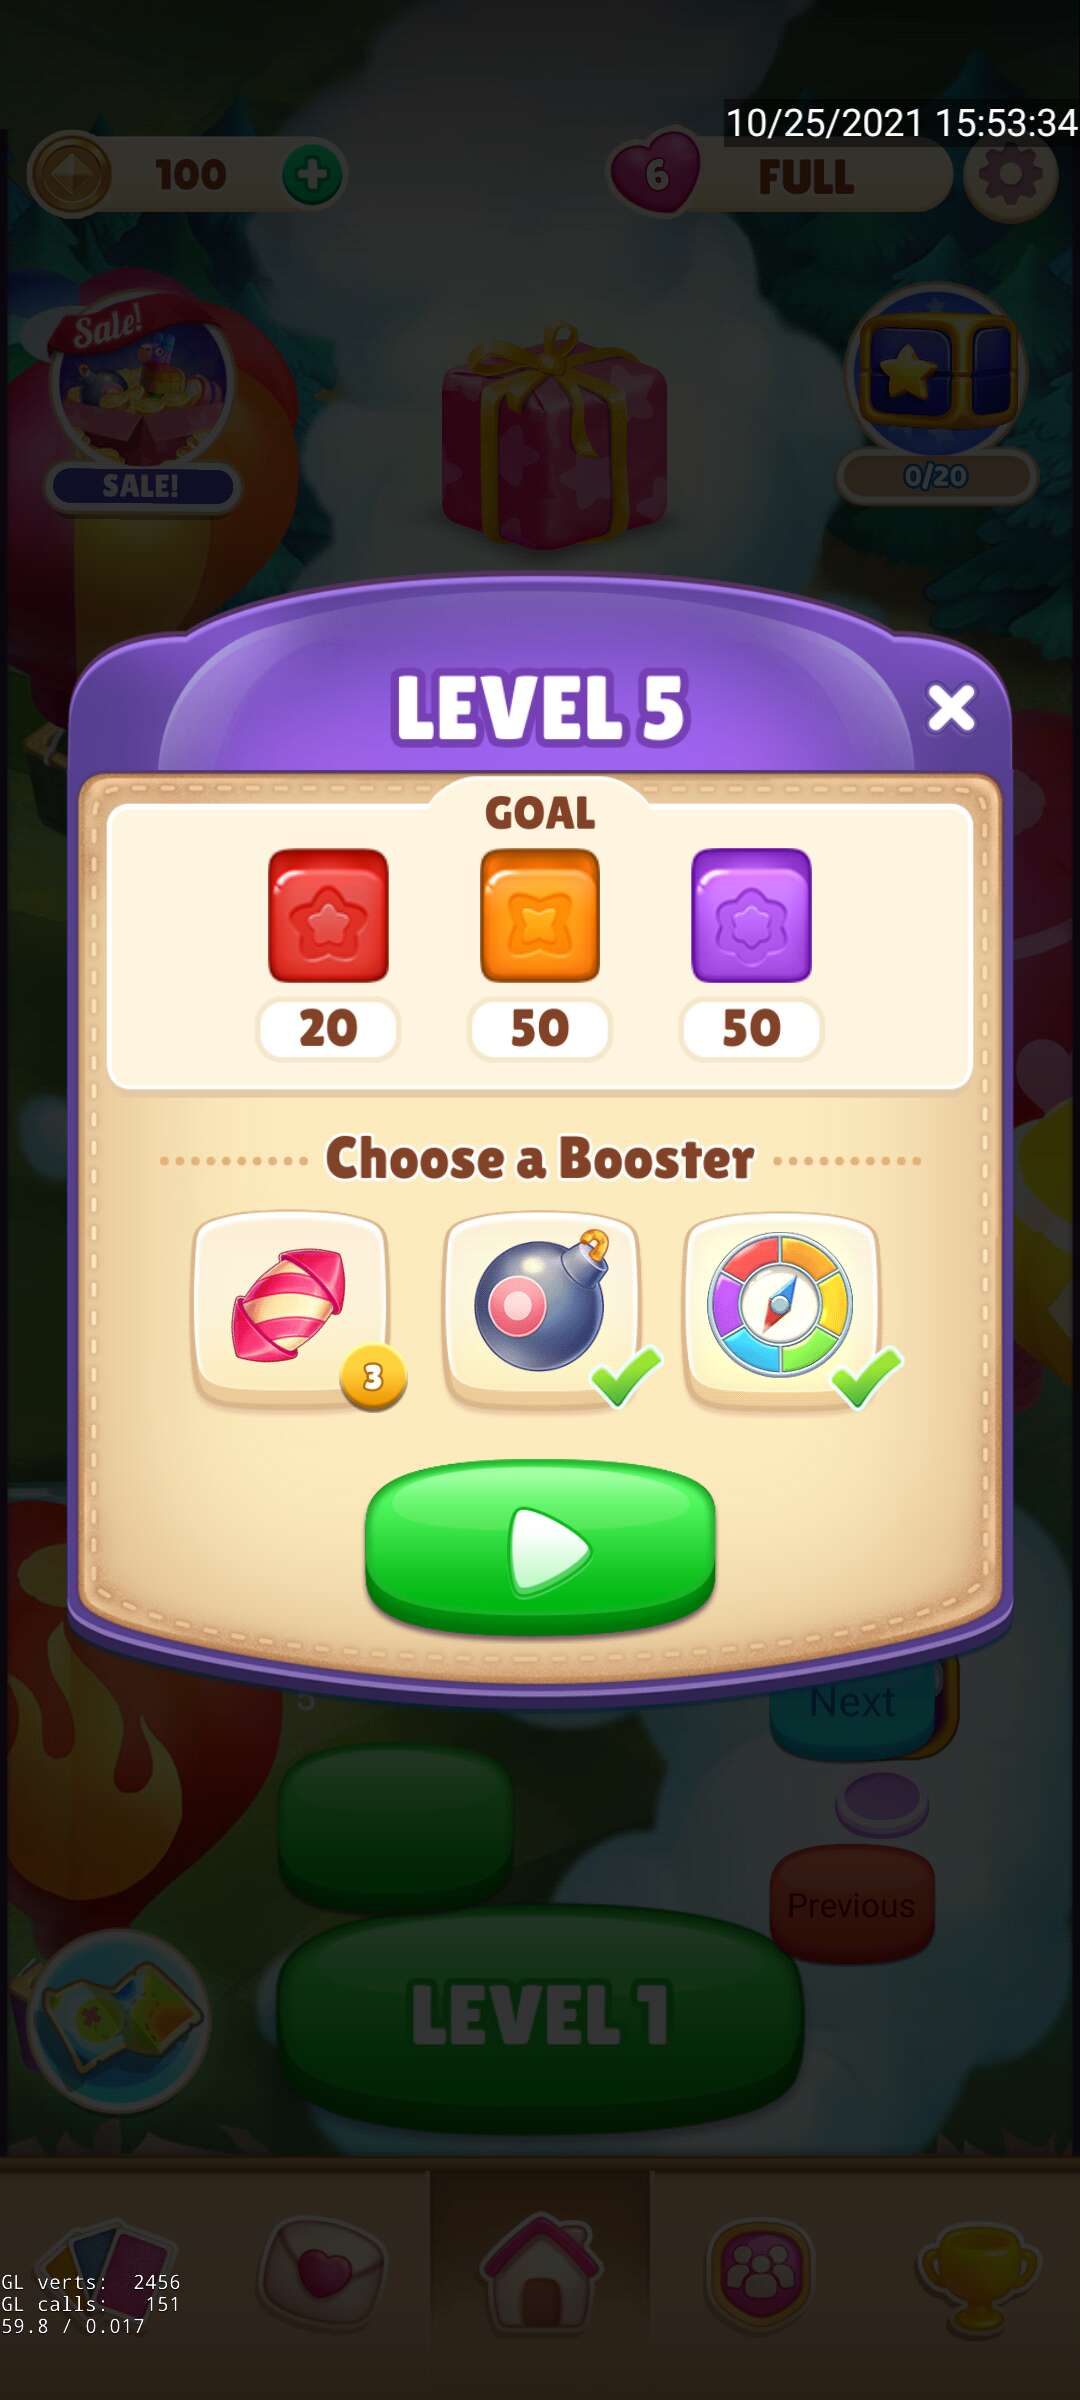 10/25/2021 15:53:34
100
6
FULL
Sale!
SALE!
0/20
LEVEL 5
GOAL
20
50
50
Choose a Booster
3
5
Next
Previous
LEVEL 1
GL verts: 2456
GL calls: 151
59.8 / 0.017